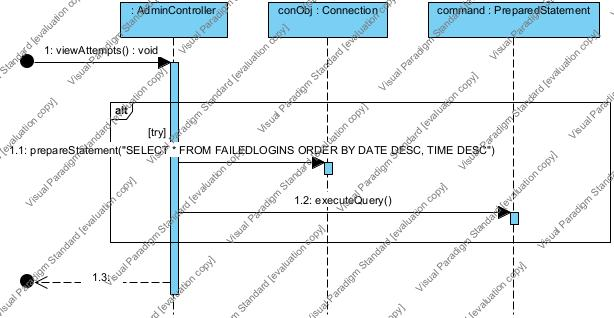 : AdminController
conObj : Connection
command : PreparedStatement
1: viewAttempts() : void
alt
[try]
1.1: prepareStatement("SELECT * FROM FAILEDLOGINS ORDER BY DATE DESC, TIME DESC")
1.2: executeQuery()
1.3:
Visual Paradigm Standard [evaluation copy]